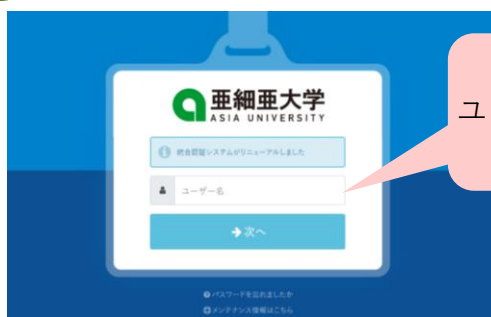 亜細亜大学
ASIA UNIVERSITY
統合認証システムがリニューアルしました
ユーザー名
ユ
次へ
パスワードを忘れましたか
メンテナンス情報はこちら